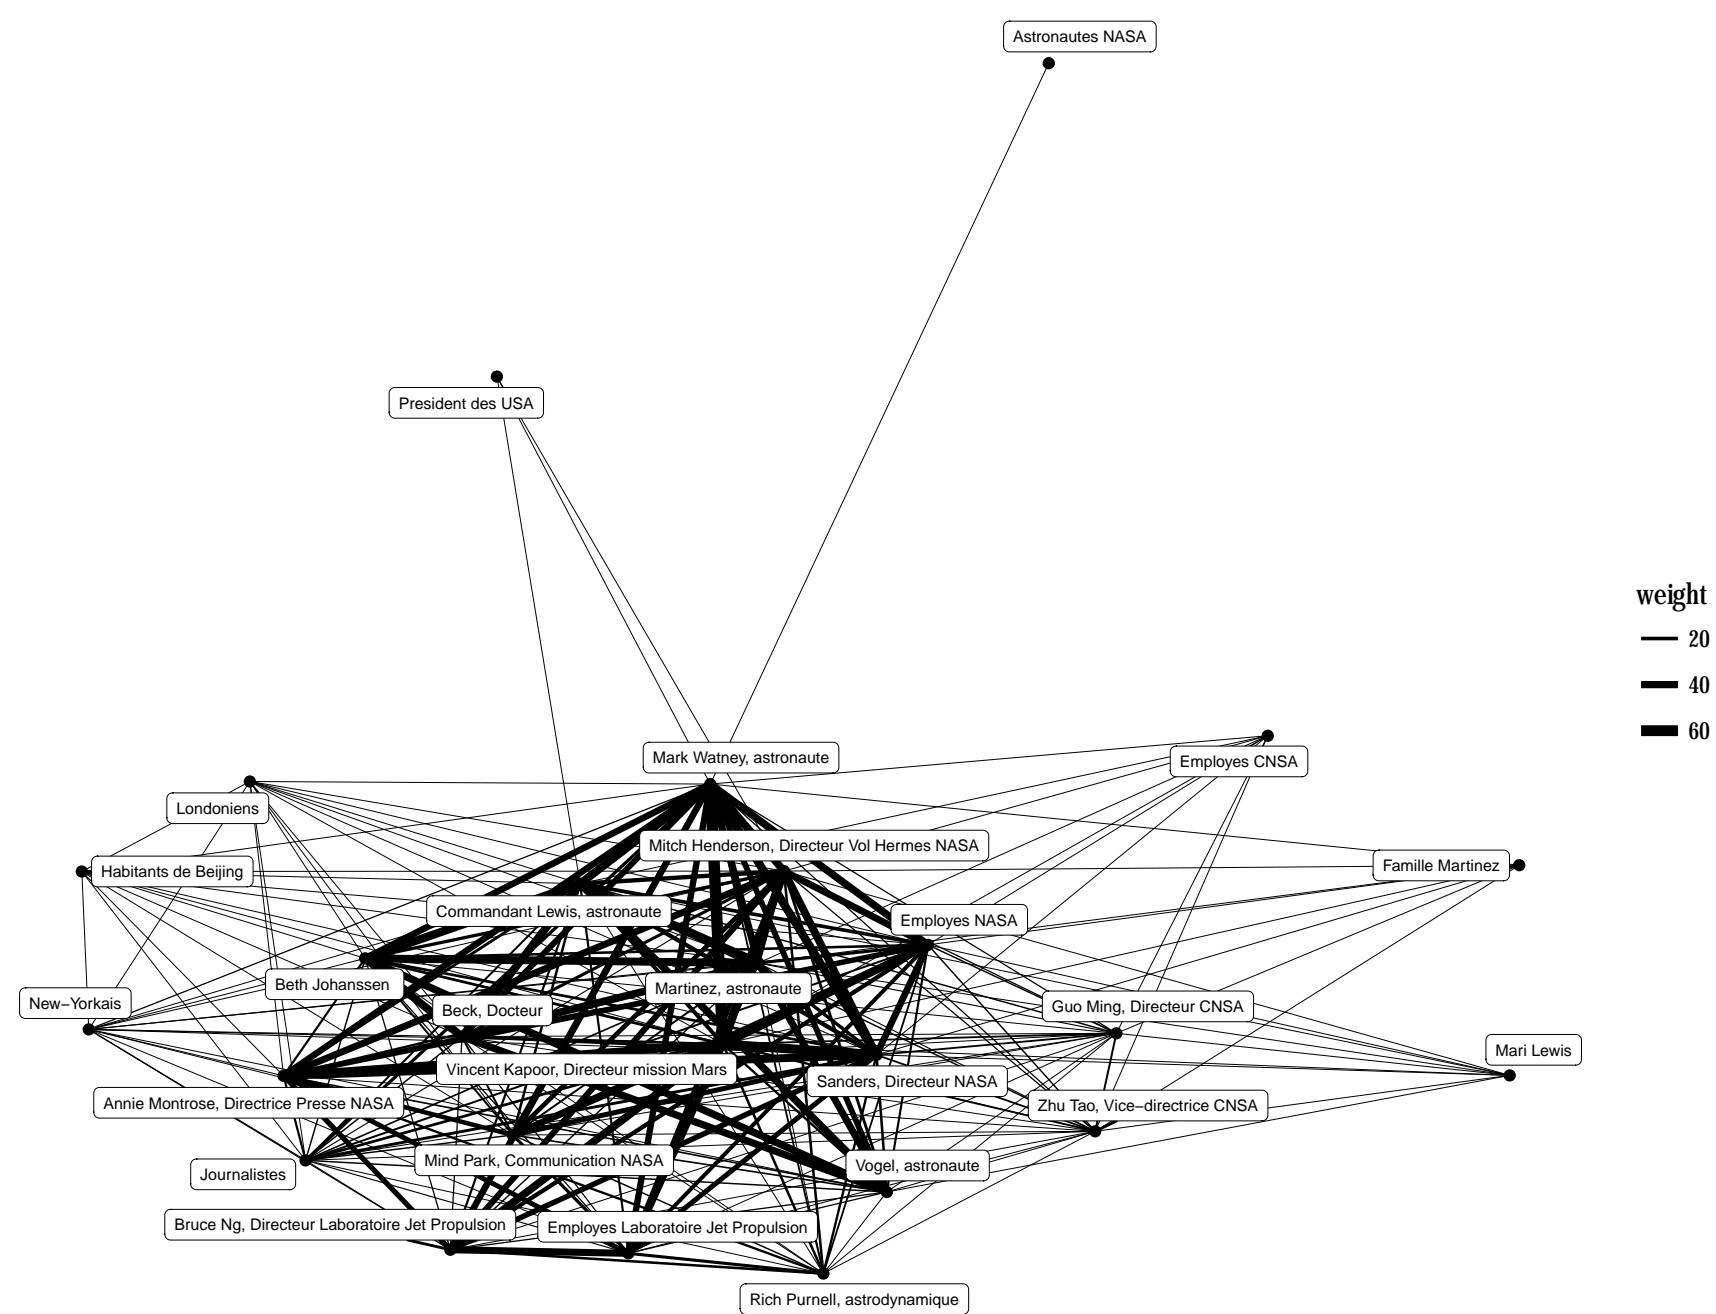 Astronautes NASA
President des USA
weight
20
40
60
Mark Watney, astronaute
Employes CNSA
Londoniens
Mitch Henderson, Directeur Vol Hermes NASA
Famille Martinez
Habitants de Beijing
Commandant Lewis, astronaute
Employes NASA
Beth Johanssen
Martinez, astronaute
New−Yorkais
Beck, Docteur
Guo Ming, Directeur CNSA
Mari Lewis
Vincent Kapoor, Directeur mission Mars
Sanders, Directeur NASA
Annie Montrose, Directrice Presse NASA
Zhu Tao, Vice−directrice CNSA
Journalistes
Mind Park, Communication NASA
Vogel, astronaute
Bruce Ng, Directeur Laboratoire Jet Propulsion
Employes Laboratoire Jet Propulsion
Rich Purnell, astrodynamique